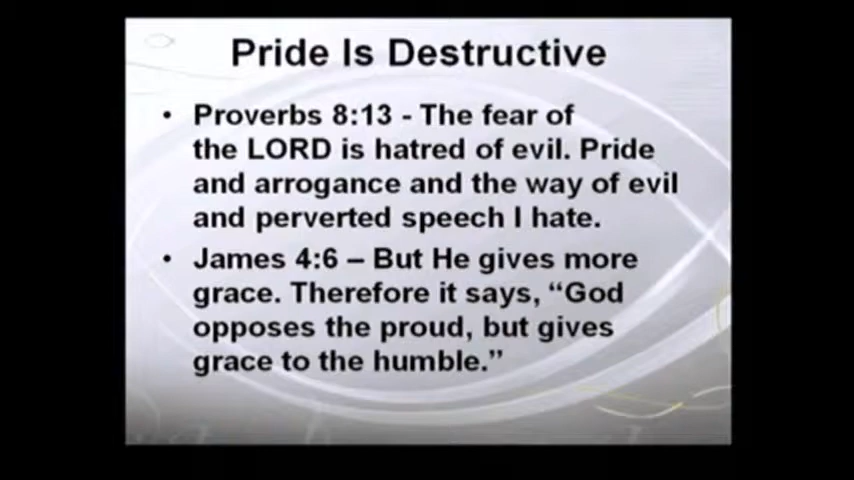 Pride Is Destructive
• Proverbs 8:13 - The fear of
the LORD is hatred of evil. Pride
and arrogance and the way of evil
and perverted speech I hate.
• James 4:6 – But He gives more
grace. Therefore it says, “God
opposes the proud, but gives
grace to the humble.”